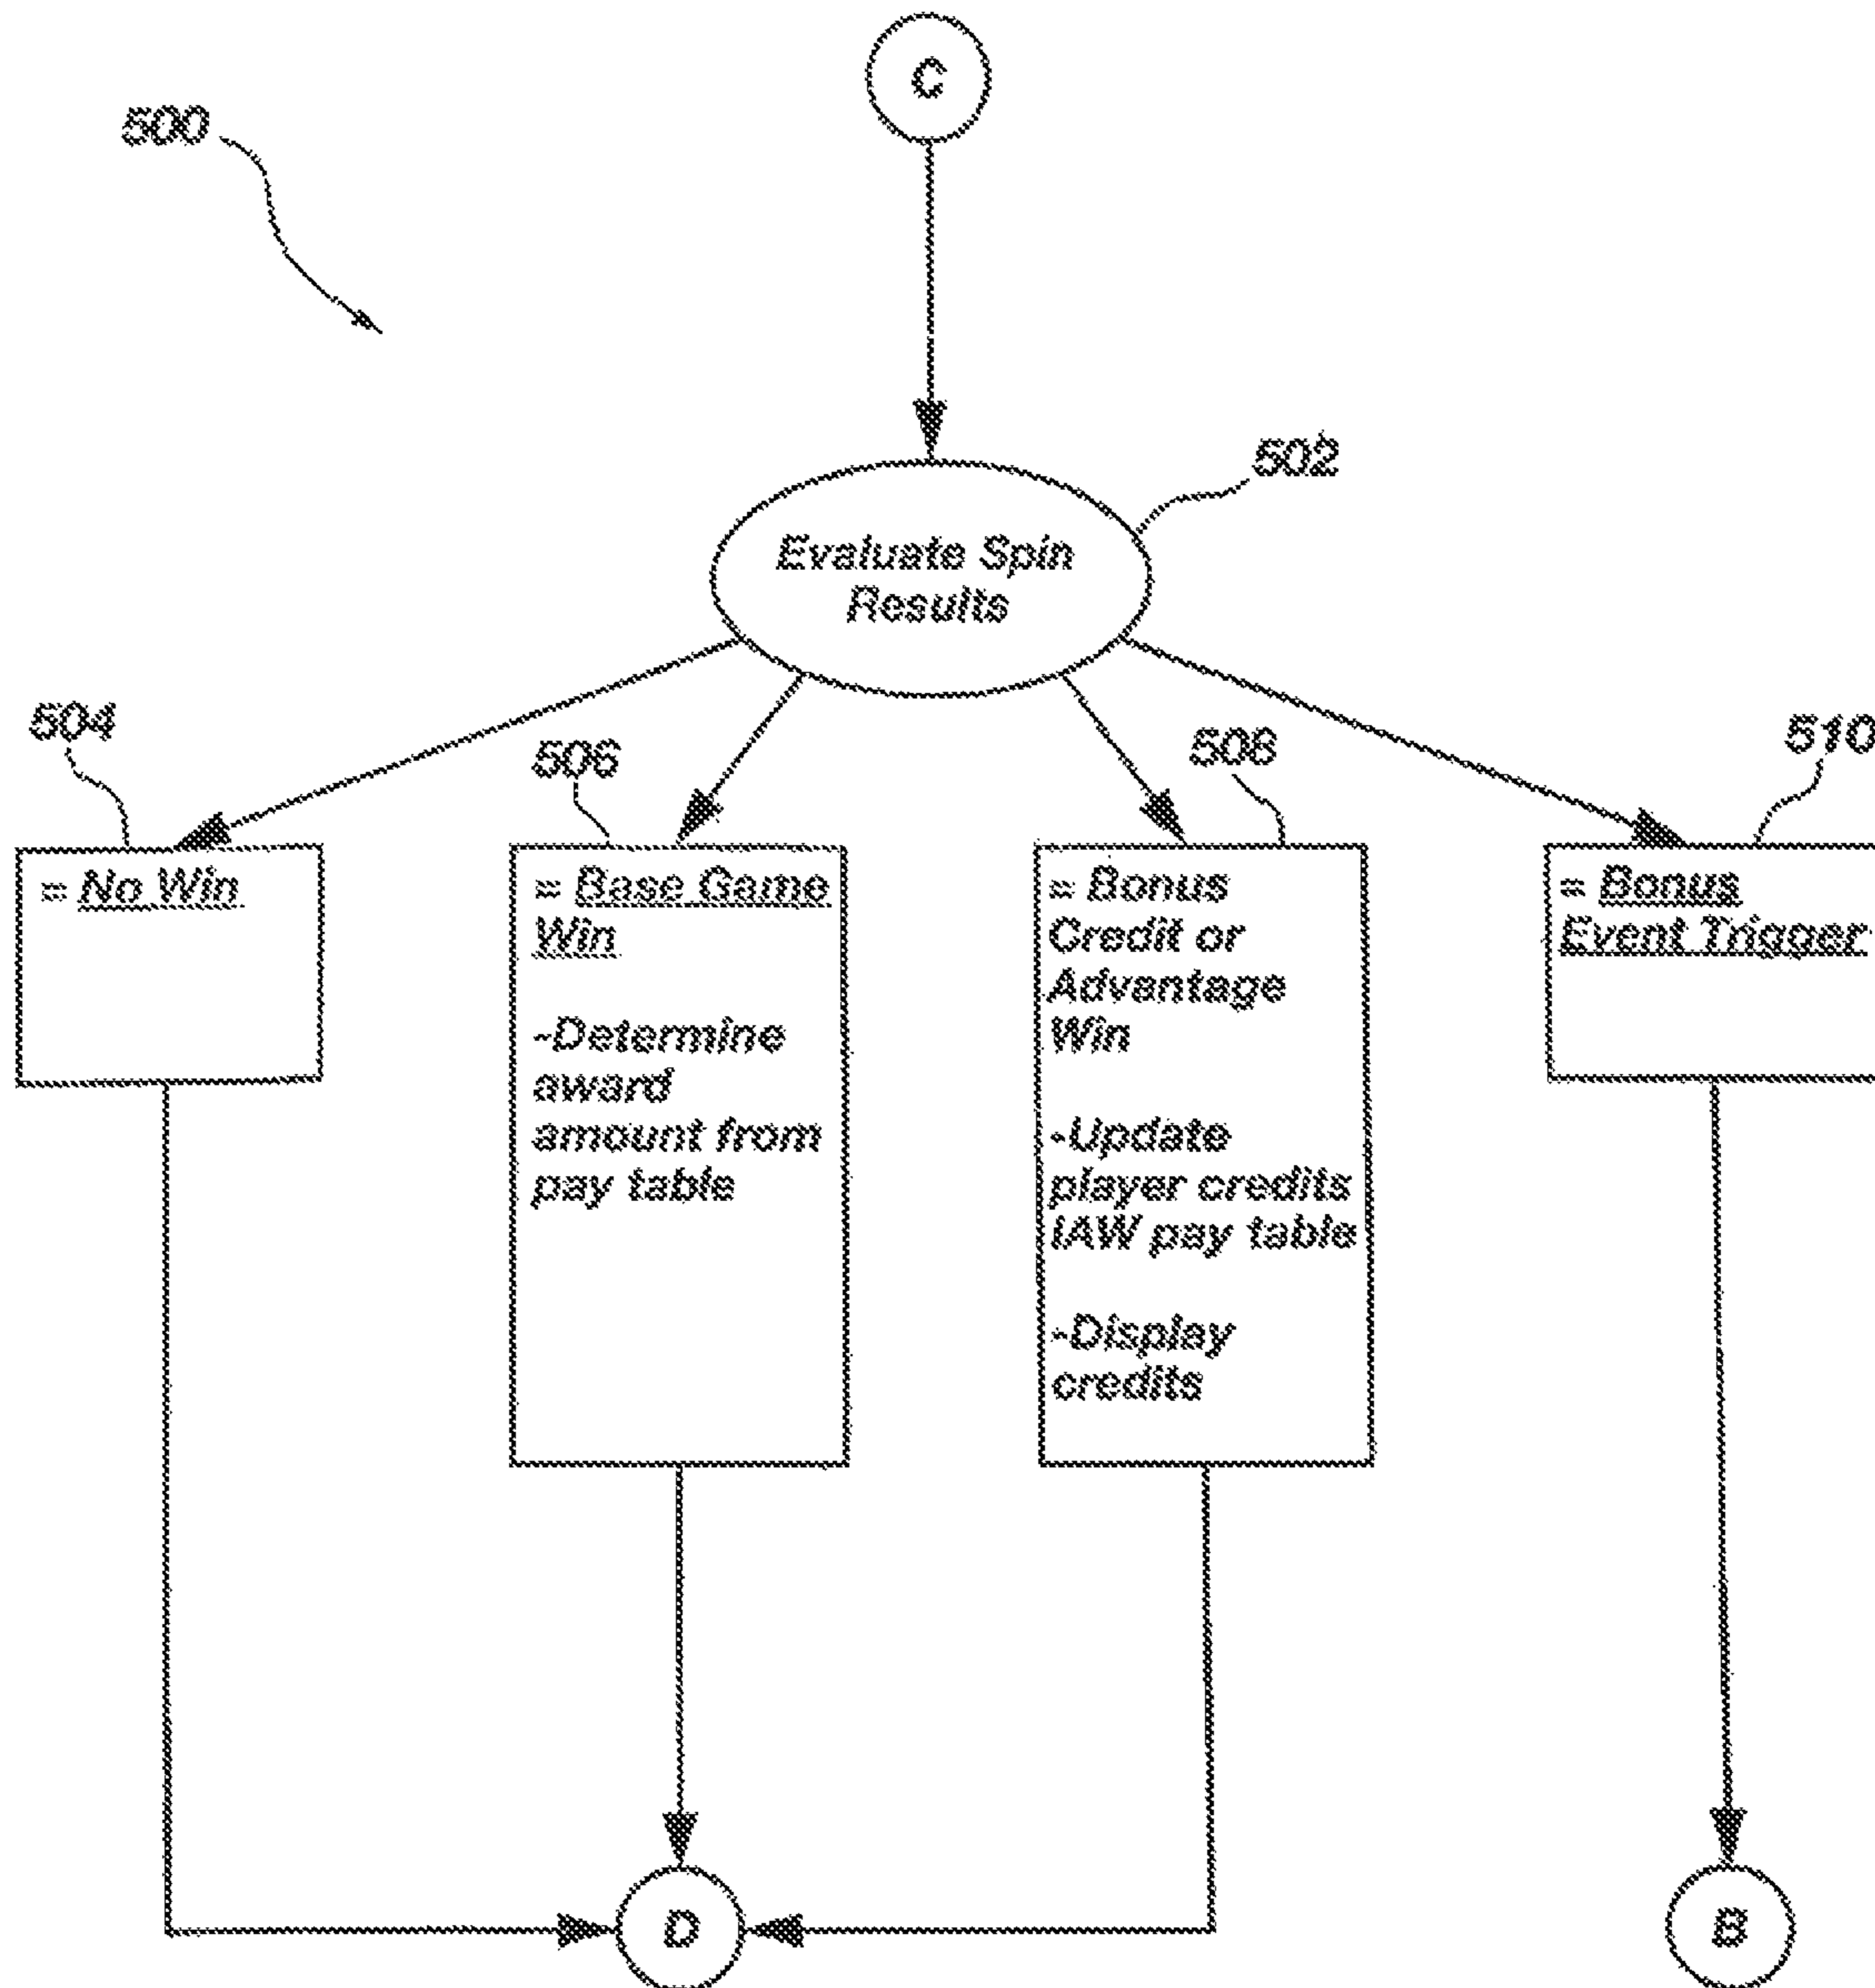 C
500
502
Evaluate Spin
Results
504
506
508
510
= No Win
= Base Game
Win
-Determine
award
amount from
pay table
= Bonus
Credit or
Advantage
Win
-Update
player credits
IAW pay table
-Display
credits
= Bonus
Event Trigger
D
B